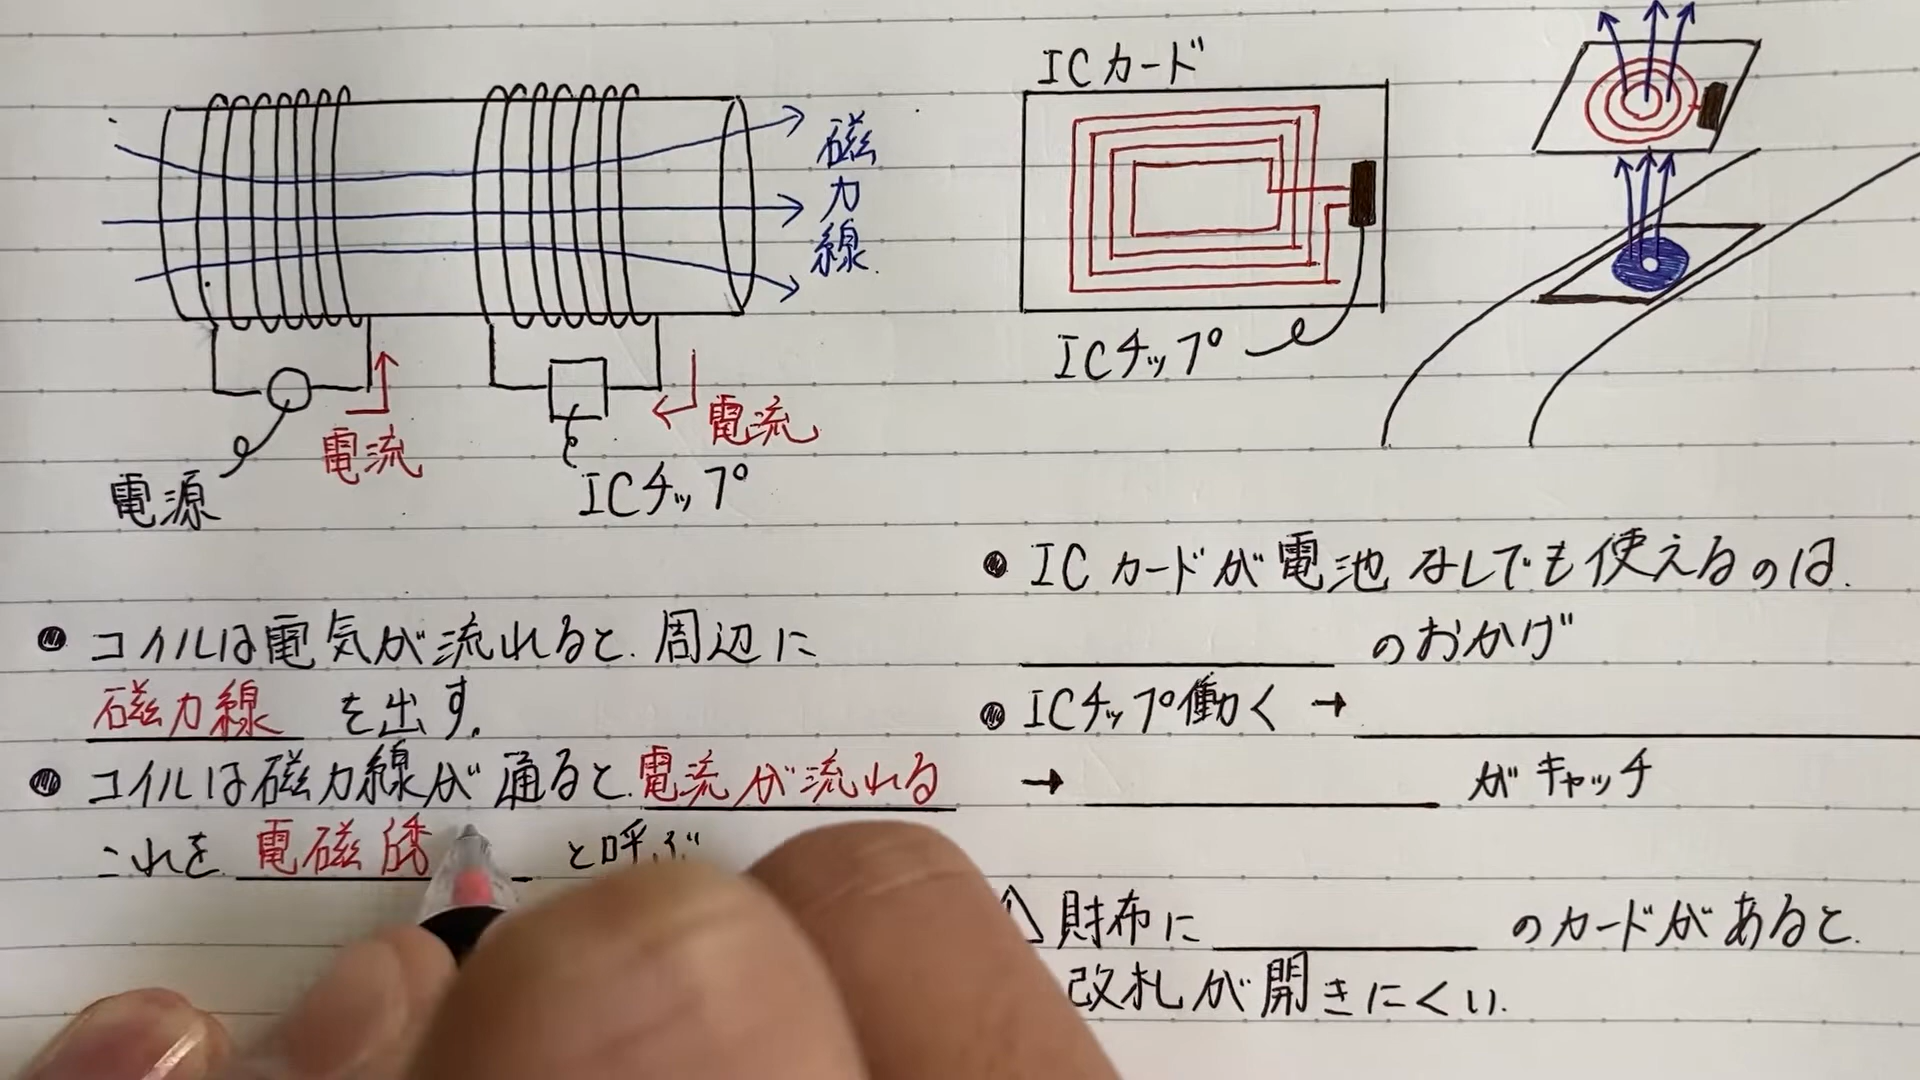 磁力線
電流
電源
電流
ICチップ
ICカード
ICチップ
コイルは電気が流れると、周辺に
磁力線 を出す。
コイルは磁力線が通ると、電流が流れる
これを 電磁誘 と呼ぶ
ICカードが電池なしでも使えるのは、
のおかげ
ICチップ働く →
→ がキャッチ
財布に のカードがあると、
改札が開きにくい。